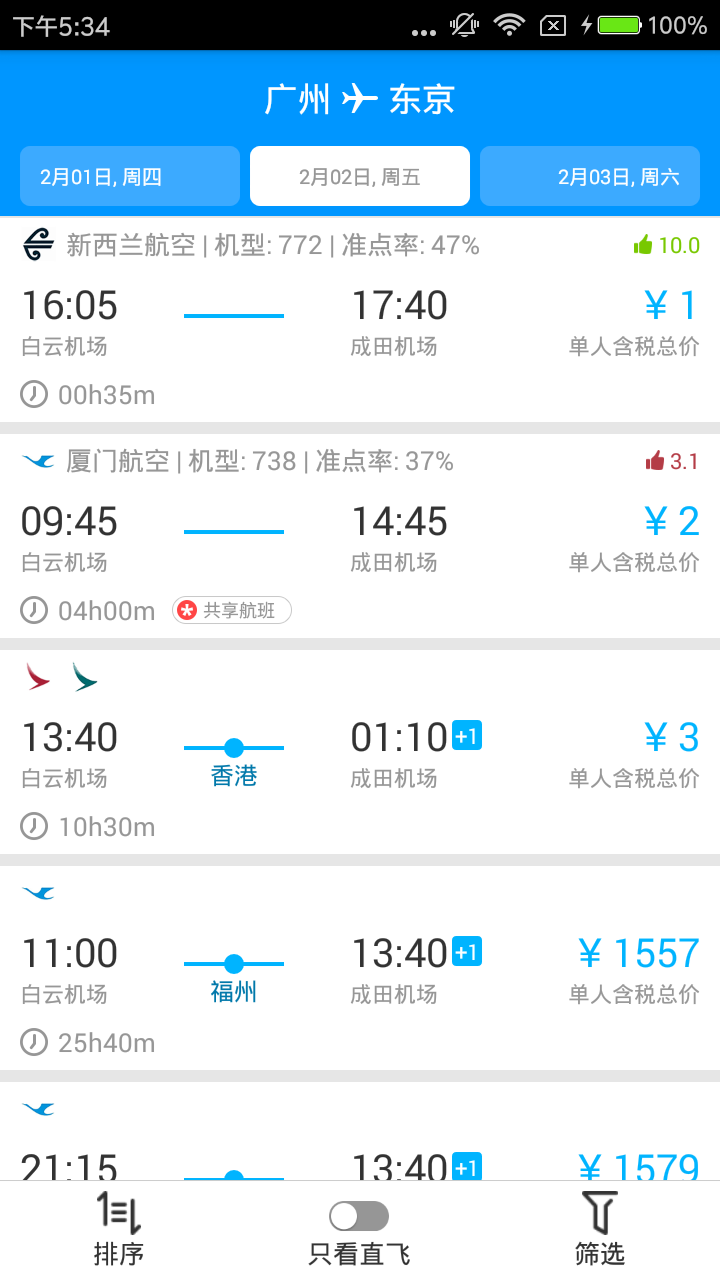 下午5:34
100%
广州 东京
2月01日, 周四
2月02日, 周五
2月03日, 周六
新西兰航空 | 机型: 772 | 准点率: 47%
10.0
16:05
17:40
¥ 1
白云机场
成田机场
单人含税总价
00h35m
厦门航空 | 机型: 738 | 准点率: 37%
3.1
09:45
14:45
¥ 2
白云机场
成田机场
单人含税总价
04h00m
共享航班
13:40
01:10 +1
¥ 3
白云机场
香港
成田机场
单人含税总价
10h30m
11:00
13:40 +1
¥ 1557
白云机场
福州
成田机场
单人含税总价
25h40m
21:15
13:40 +1
¥ 1579
排序
只看直飞
筛选